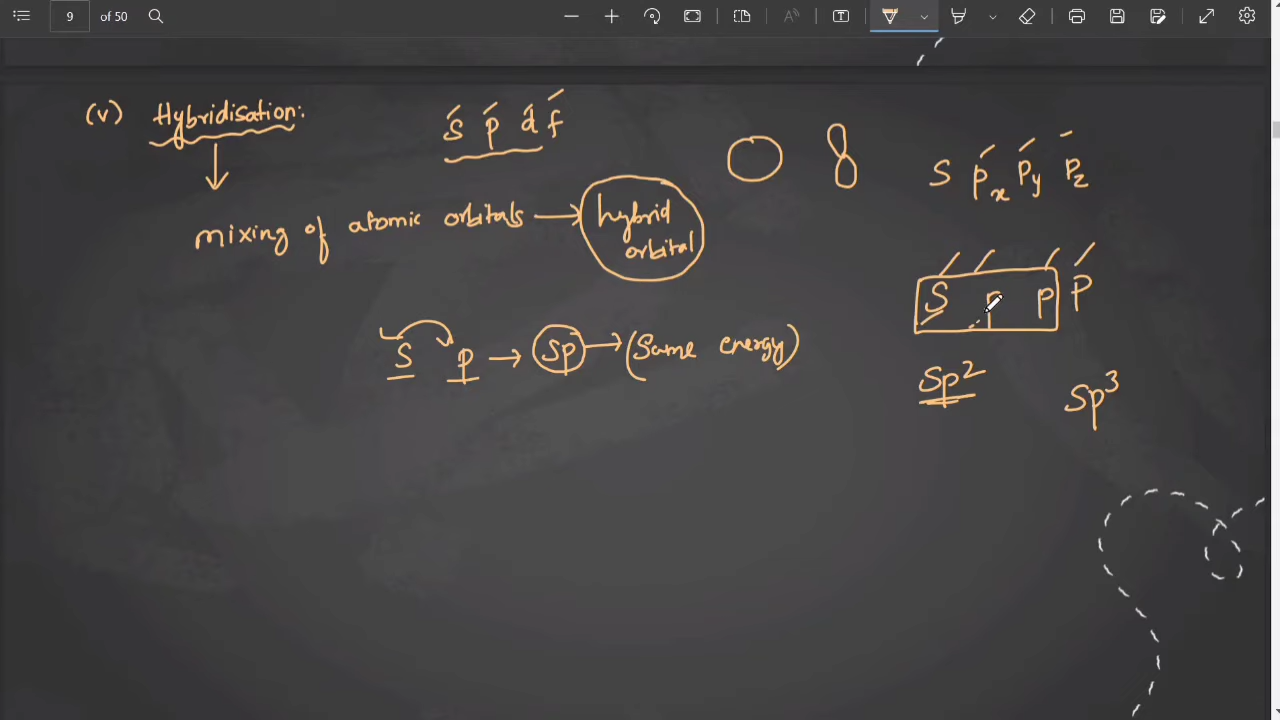 9 of 50
(v) Hybridisation:
s p d f
S px py pz
mixing of atomic orbitals → hybrid orbital
S P P P
S p → Sp → (Same energy)
Sp² Sp³